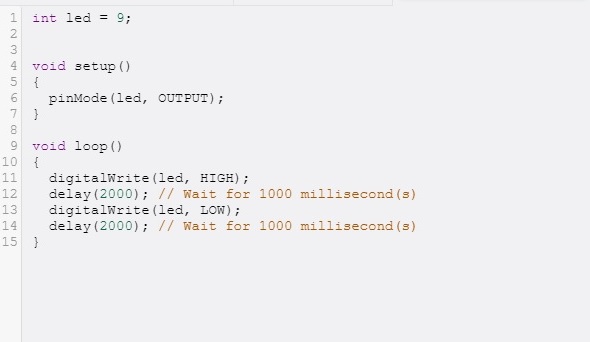 1 int led = 9;
2
3
4 void setup()
5 {
6   pinMode(led, OUTPUT);
7 }
8
9 void loop()
10 {
11   digitalWrite(led, HIGH);
12   delay(2000); // Wait for 1000 millisecond(s)
13   digitalWrite(led, LOW);
14   delay(2000); // Wait for 1000 millisecond(s)
15 }